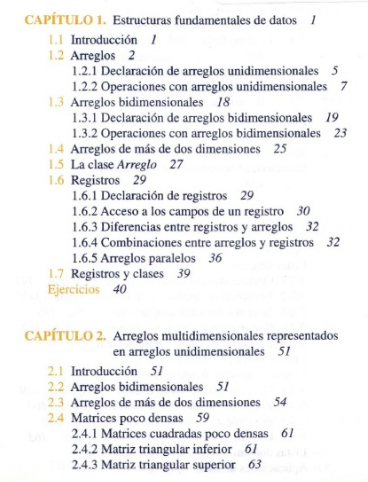 CAPÍTULO 1. Estructuras fundamentales de datos 1
1.1 Introducción 1
1.2 Arreglos 2
1.2.1 Declaración de arreglos unidimensionales 5
1.2.2 Operaciones con arreglos unidimensionales 7
1.3 Arreglos bidimensionales 18
1.3.1 Declaración de arreglos bidimensionales 19
1.3.2 Operaciones con arreglos bidimensionales 23
1.4 Arreglos de más de dos dimensiones 25
1.5 La clase Arreglo 27
1.6 Registros 29
1.6.1 Declaración de registros 29
1.6.2 Acceso a los campos de un registro 30
1.6.3 Diferencias entre registros y arreglos 32
1.6.4 Combinaciones entre arreglos y registros 32
1.6.5 Arreglos paralelos 36
1.7 Registros y clases 39
Ejercicios 40
CAPÍTULO 2. Arreglos multidimensionales representados
en arreglos unidimensionales 51
2.1 Introducción 51
2.2 Arreglos bidimensionales 51
2.3 Arreglos de más de dos dimensiones 54
2.4 Matrices poco densas 59
2.4.1 Matrices cuadradas poco densas 61
2.4.2 Matriz triangular inferior 61
2.4.3 Matriz triangular superior 63